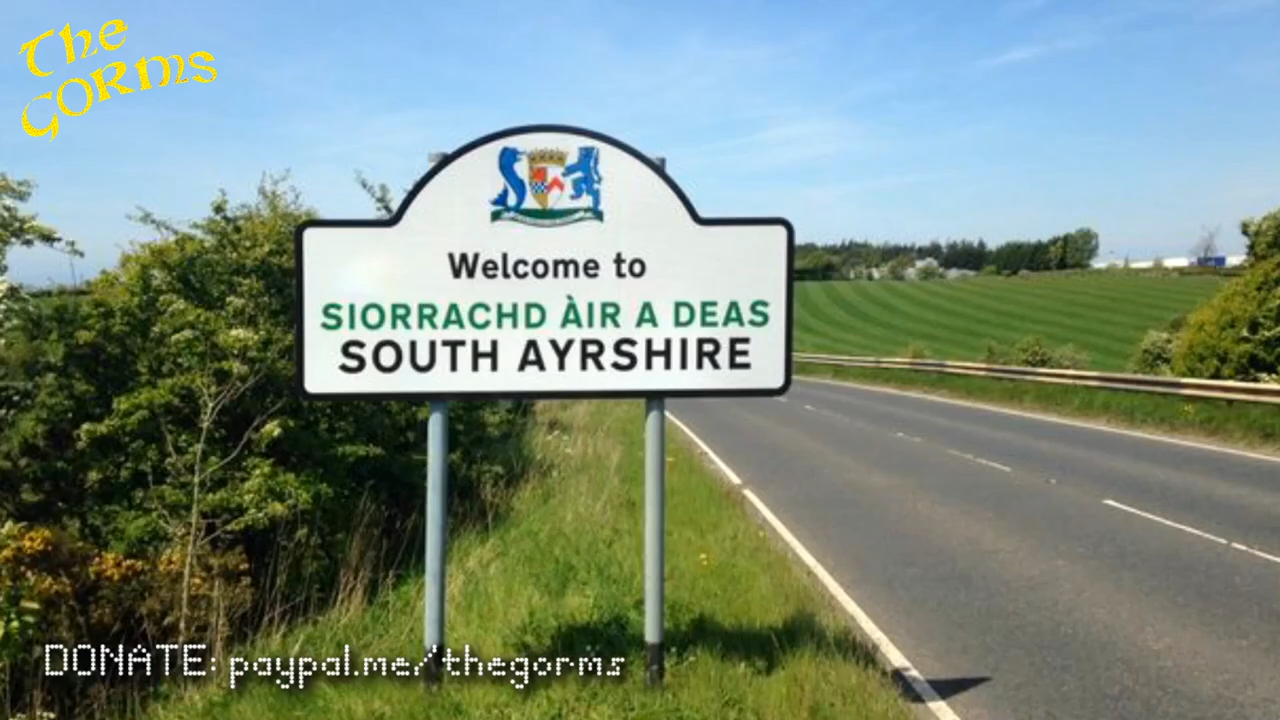 The
GORMS
Welcome to
SIORRACHD ÀIR A DEAS
SOUTH AYRSHIRE
DONATE: paypal.me/thegorms